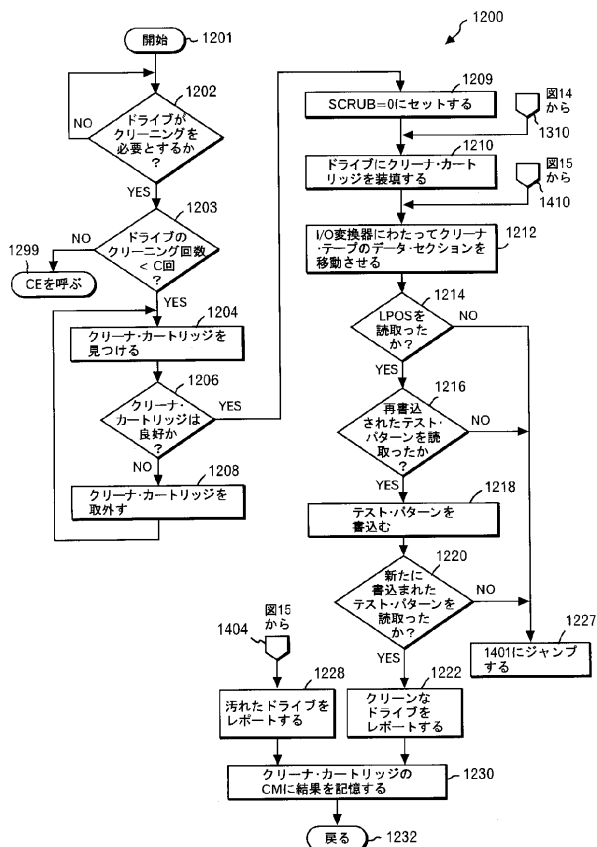 1200
開始
1201
1202
ドライブが
クリーニングを
必要とするか
?
NO
YES
1203
ドライブの
クリーニング回数
< C回
?
NO
1299
CEを呼ぶ
YES
1204
クリーナ・カートリッジを
見つける
1206
クリーナ・
カートリッジは
良好か
?
YES
NO
1208
クリーナ・カートリッジを
取外す
1209
SCRUB=0にセットする
図14
から
1310
1210
ドライブにクリーナ・カート
リッジを装填する
図15
から
1410
1212
I/O変換器にわたってクリーナ
・テープのデータ・セクションを
移動させる
1214
LPOSを
読取った
か?
NO
YES
1216
再書込
されたテスト・
パターンを読
取ったか
?
NO
YES
1218
テスト・パターンを
書込む
1220
新たに
書込まれた
テスト・パターンを
読取った
か?
NO
YES
1227
1401にジャンプ
する
図15
から
1404
1228
汚れたドライブを
レポートする
1222
クリーンな
ドライブを
レポートする
1230
クリーナ・カートリッジの
CMに結果を記憶する
戻る
1232